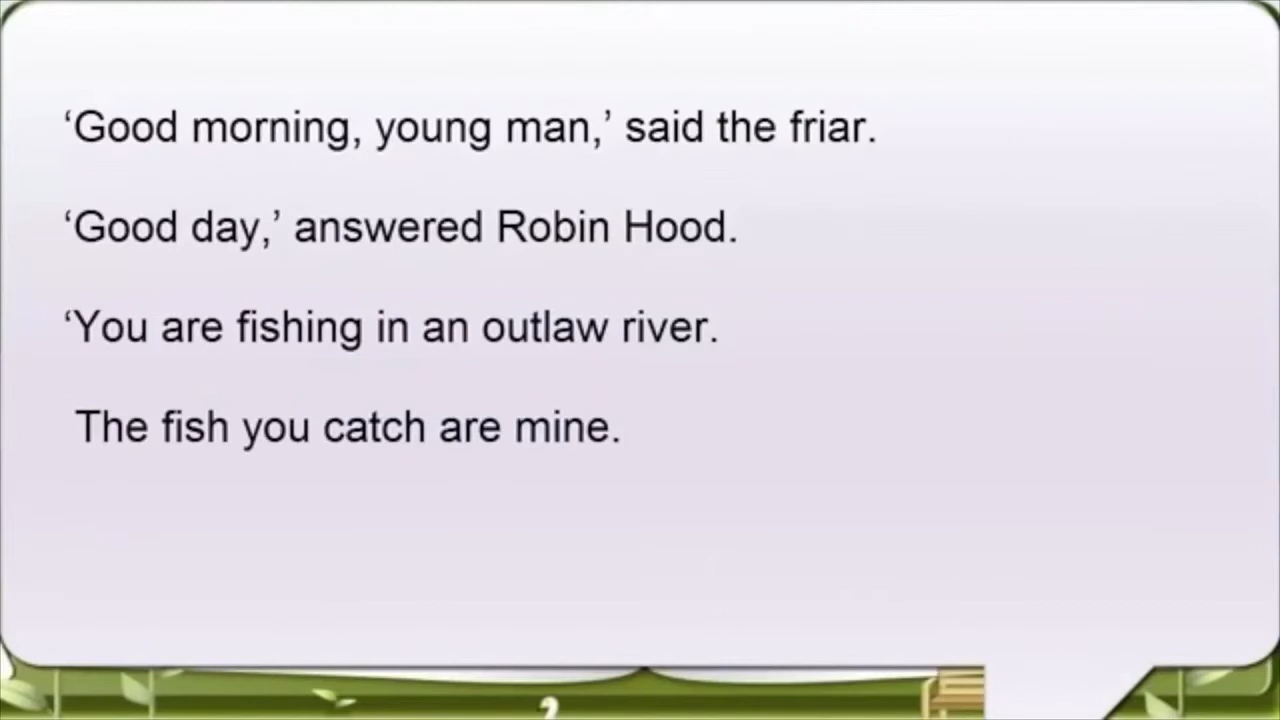 ‘Good morning, young man,’ said the friar.
‘Good day,’ answered Robin Hood.
‘You are fishing in an outlaw river.
The fish you catch are mine.